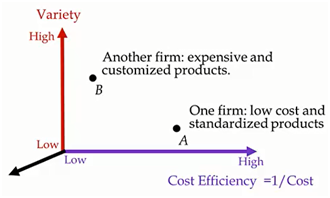 Variety
High
Another firm: expensive and
customized products.
B
One firm: low cost and
standardized products
A
Low
Low
High
Cost Efficiency =1/Cost